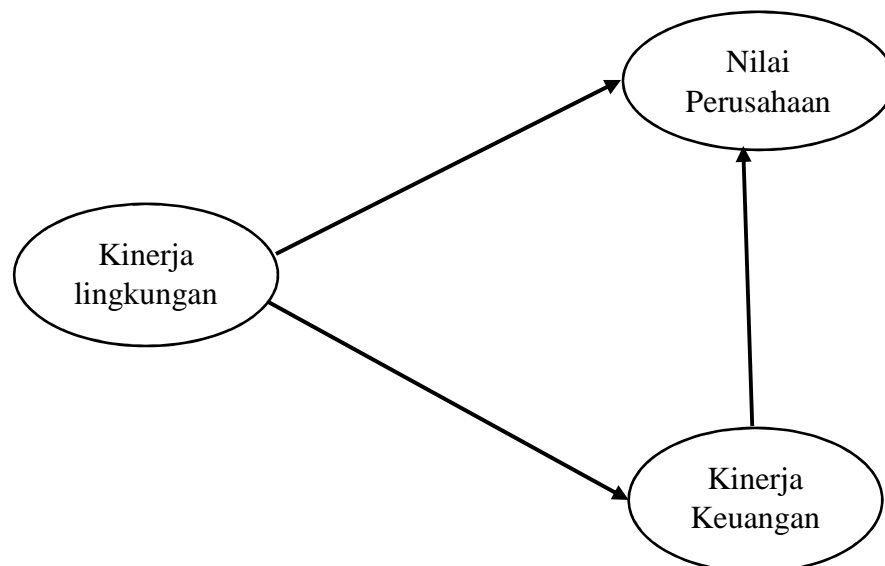 Nilai
Perusahaan
Kinerja
lingkungan
Kinerja
Keuangan